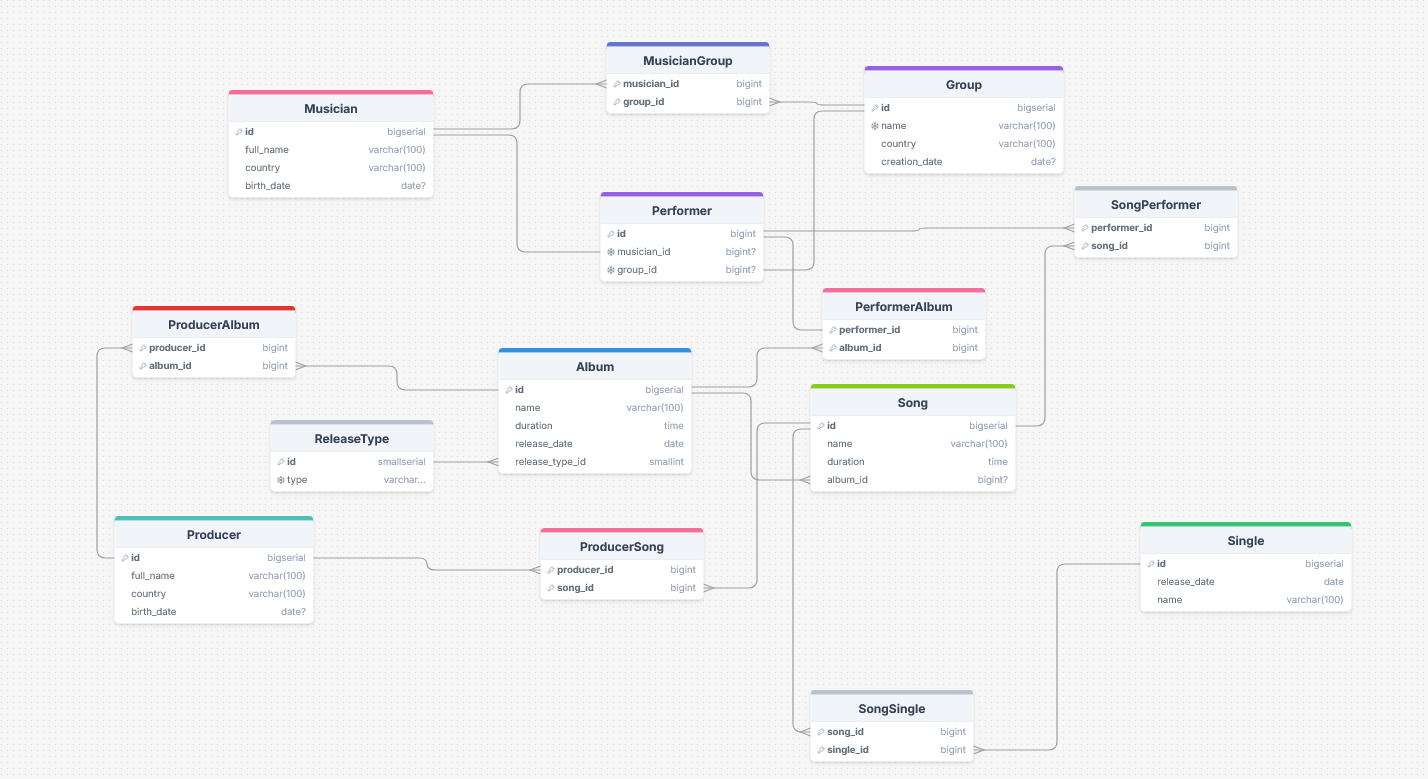 MusicianGroup
musician_id bigint
group_id bigint
Group
id bigserial
name varchar(100)
country varchar(100)
creation_date date?
Musician
id bigserial
full_name varchar(100)
country varchar(100)
birth_date date?
Performer
id bigint
musician_id bigint?
group_id bigint?
SongPerformer
performer_id bigint
song_id bigint
PerformerAlbum
performer_id bigint
album_id bigint
ProducerAlbum
producer_id bigint
album_id bigint
Album
id bigserial
name varchar(100)
duration time
release_date date
release_type_id smallint
Song
id bigserial
name varchar(100)
duration time
album_id bigint?
ReleaseType
id smallserial
type varchar...
Producer
id bigserial
full_name varchar(100)
country varchar(100)
birth_date date?
ProducerSong
producer_id bigint
song_id bigint
Single
id bigserial
release_date date
name varchar(100)
SongSingle
song_id bigint
single_id bigint